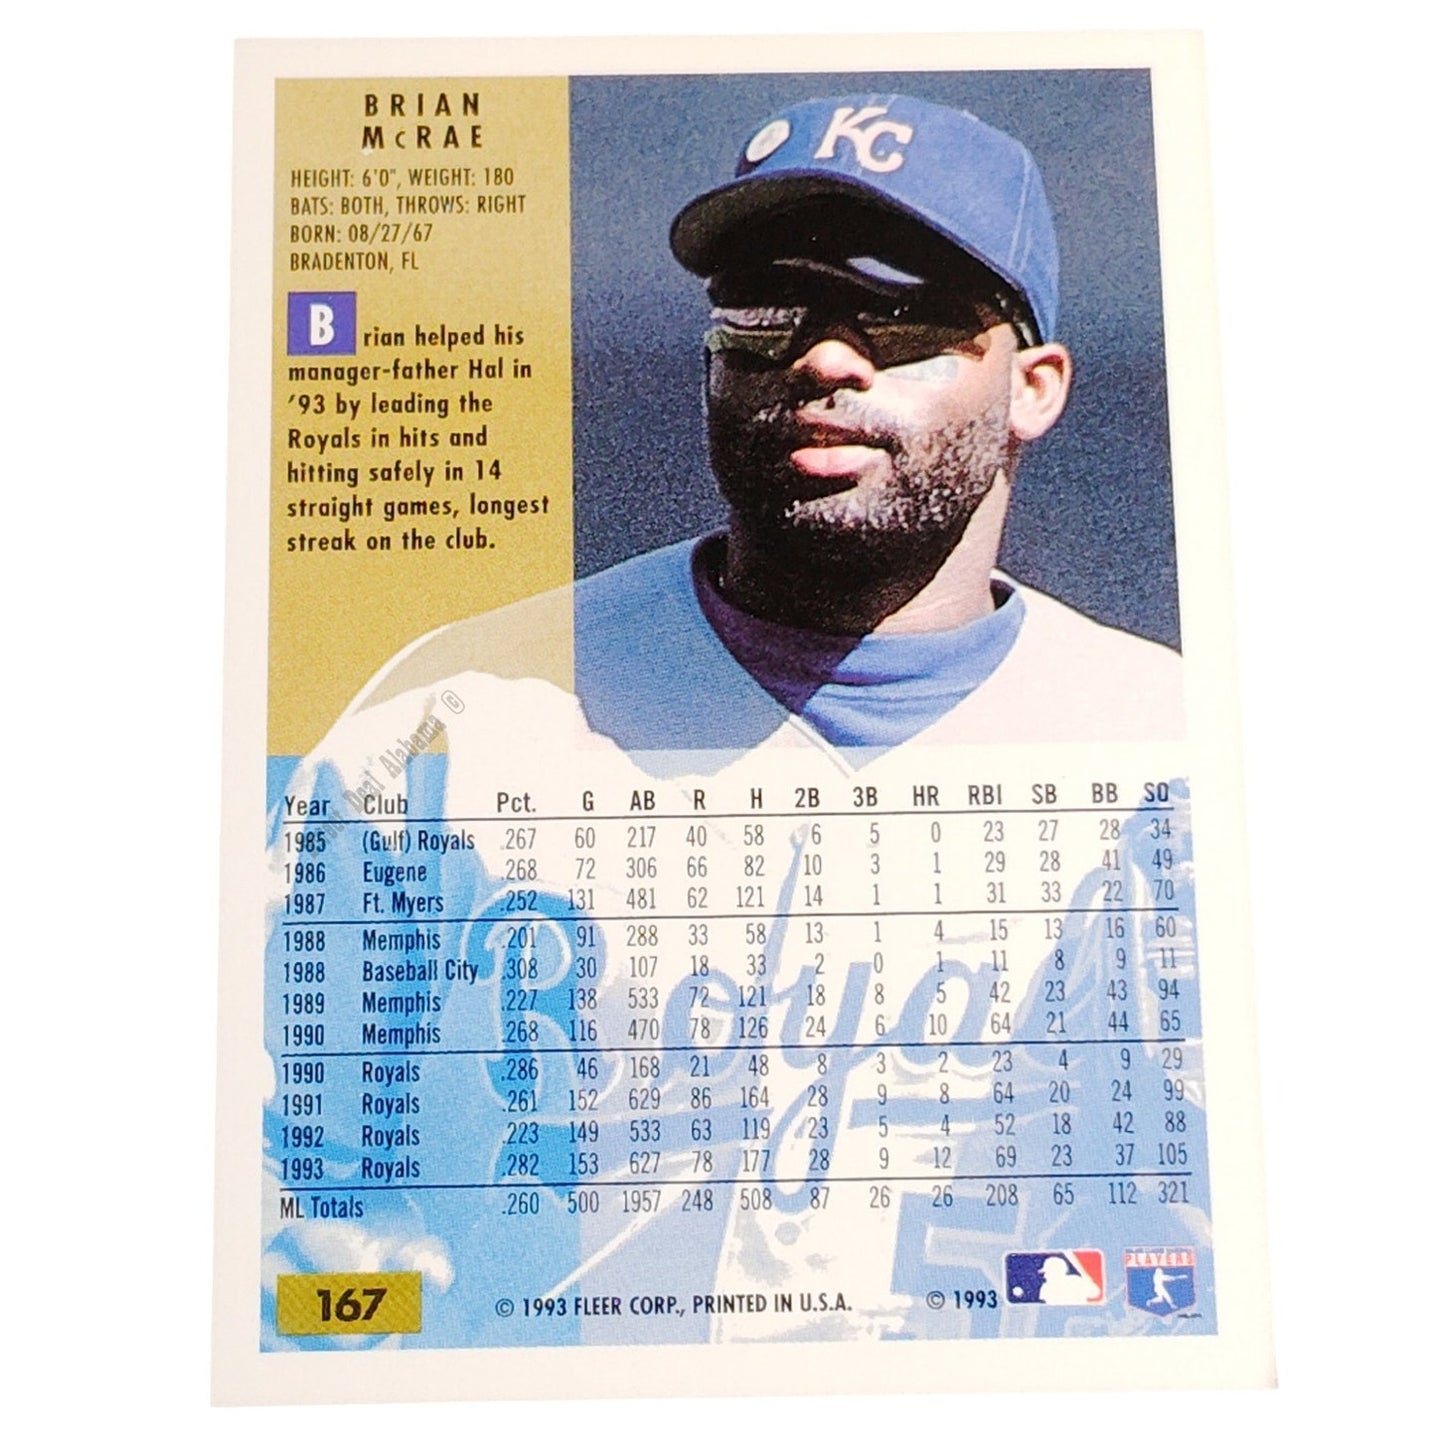 BRIAN
McRAE
HEIGHT: 6'0", WEIGHT: 180
BATS: BOTH, THROWS: RIGHT
BORN: 08/27/67
BRADENTON, FL
KC
Brian helped his
manager-father Hal in
'93 by leading the
Royals in hits and
hitting safely in 14
straight games, longest
streak on the club.
Deal Alabama ©
Year Club Pct. G AB R H 2B 3B HR RBI SB BB SO
1985 (Gulf) Royals .267 60 217 40 58 6 5 0 23 27 28 34
1986 Eugene .268 72 306 66 82 10 3 1 29 28 41 49
1987 Ft. Myers .252 131 481 62 121 14 1 1 31 33 22 70
1988 Memphis .201 91 288 33 58 13 1 4 15 13 16 60
1988 Baseball City .308 30 107 18 33 2 0 1 11 8 9 11
1989 Memphis .227 138 533 72 121 18 8 5 42 23 43 94
1990 Memphis .268 116 470 78 126 24 6 10 64 21 44 65
1990 Royals .286 46 168 21 48 8 3 2 23 4 9 29
1991 Royals .261 152 629 86 164 28 9 8 64 20 24 99
1992 Royals .223 149 533 63 119 23 5 4 52 18 42 88
1993 Royals .282 153 627 78 177 28 9 12 69 23 37 105
ML Totals .260 500 1957 248 508 87 26 26 208 65 112 321
Royals
5
167
© 1993 FLEER CORP., PRINTED IN U.S.A.
© 1993
PLAYERS